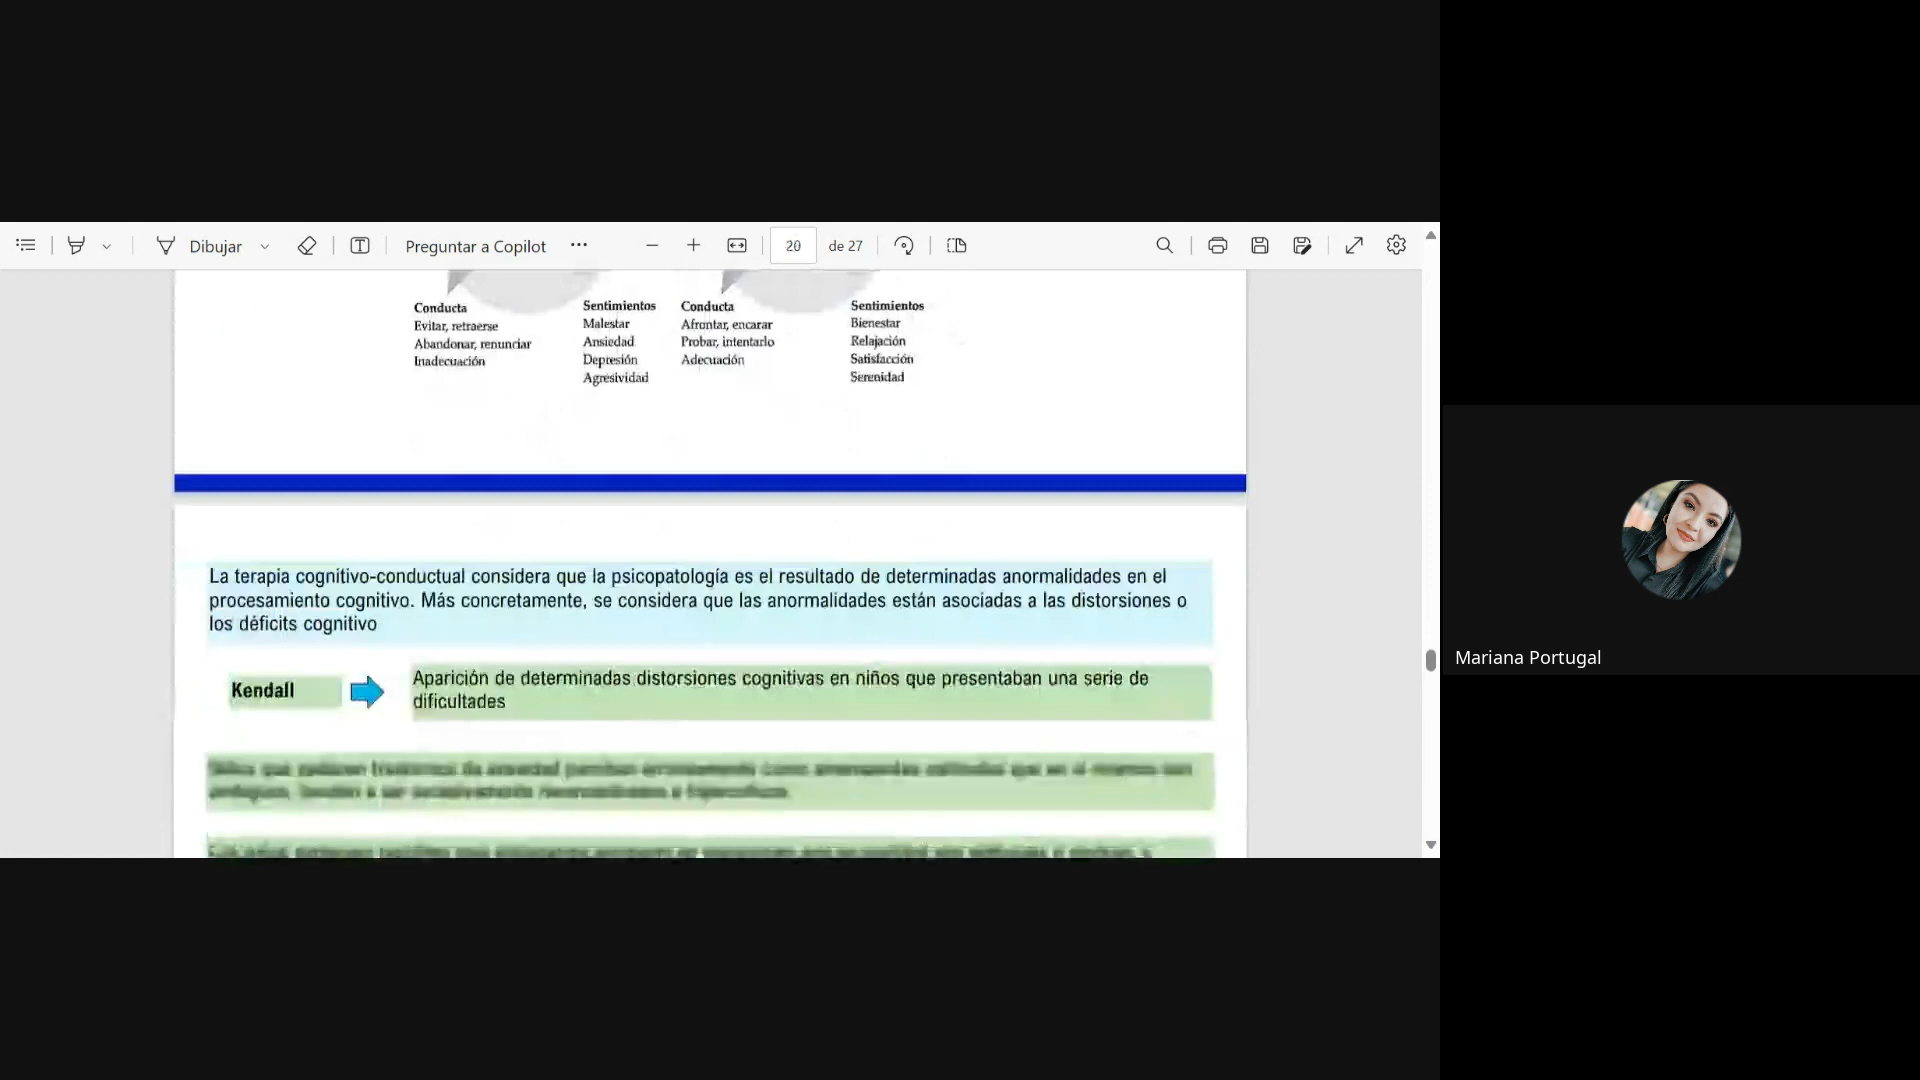 Dibujar
Preguntar a Copilot
20 de 27
Conducta
Evitar, retraerse
Abandonar, renunciar
Inadecuación
Sentimientos
Malestar
Ansiedad
Depresión
Agresividad
Conducta
Afrontar, encarar
Probar, intentarlo
Adecuación
Sentimientos
Bienestar
Relajación
Satisfacción
Serenidad
La terapia cognitivo-conductual considera que la psicopatología es el resultado de determinadas anormalidades en el
procesamiento cognitivo. Más concretamente, se considera que las anormalidades están asociadas a las distorsiones o
los déficits cognitivo
Kendall
Aparición de determinadas distorsiones cognitivas en niños que presentaban una serie de
dificultades
Mariana Portugal